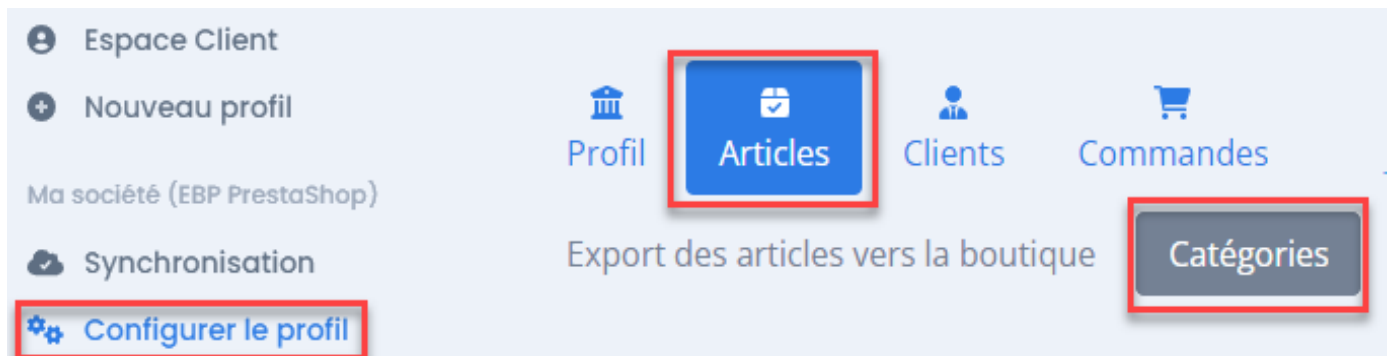 Espace Client
Nouveau profil
Ma société (EBP PrestaShop)
Synchronisation
Configurer le profil
Profil
Articles
Clients
Commandes
Export des articles vers la boutique
Catégories